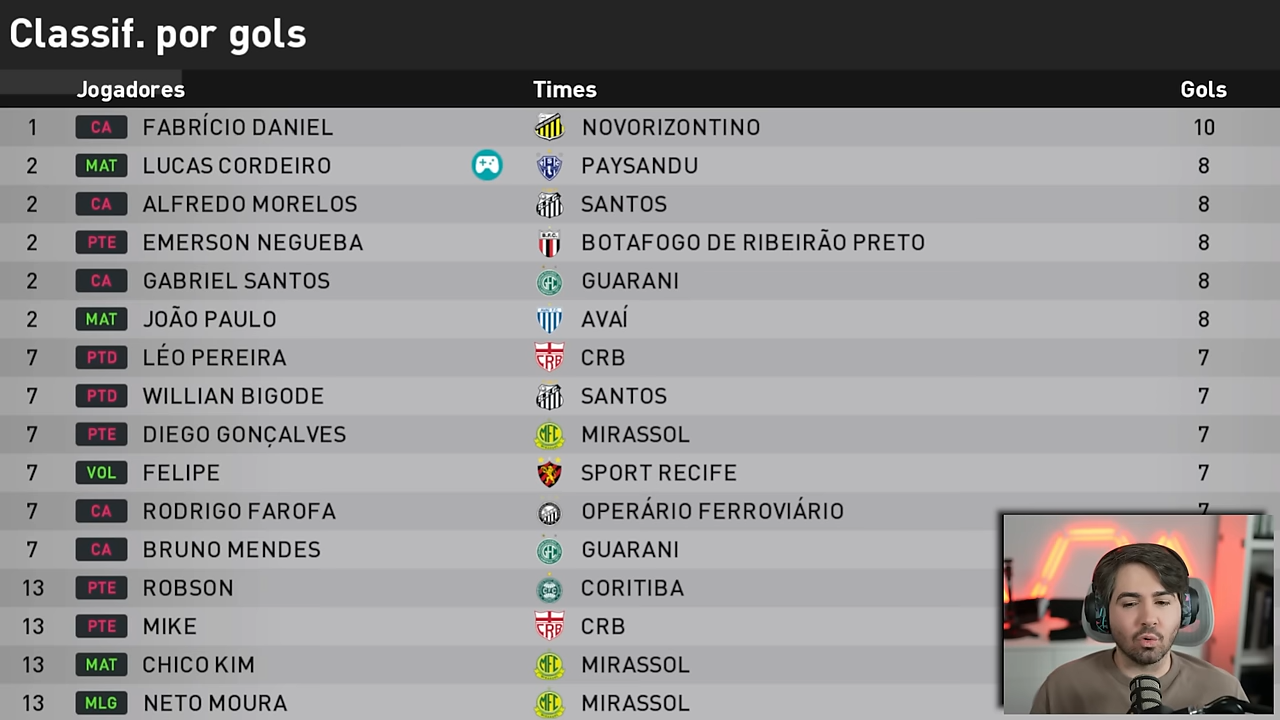 Classif. por gols
Jogadores Times Gols
1 CA FABRÍCIO DANIEL NOVORIZONTINO 10
2 MAT LUCAS CORDEIRO PAYSANDU 8
2 CA ALFREDO MORELOS SANTOS 8
2 PTE EMERSON NEGUEBA BOTAFOGO DE RIBEIRÃO PRETO 8
2 CA GABRIEL SANTOS GUARANI 8
2 MAT JOÃO PAULO AVAÍ 8
7 PTD LÉO PEREIRA CRB 7
7 PTD WILLIAN BIGODE SANTOS 7
7 PTE DIEGO GONÇALVES MIRASSOL 7
7 VOL FELIPE SPORT RECIFE 7
7 CA RODRIGO FAROFA OPERÁRIO FERROVIÁRIO 7
7 CA BRUNO MENDES GUARANI
13 PTE ROBSON CORITIBA
13 PTE MIKE CRB
13 MAT CHICO KIM MIRASSOL
13 MLG NETO MOURA MIRASSOL